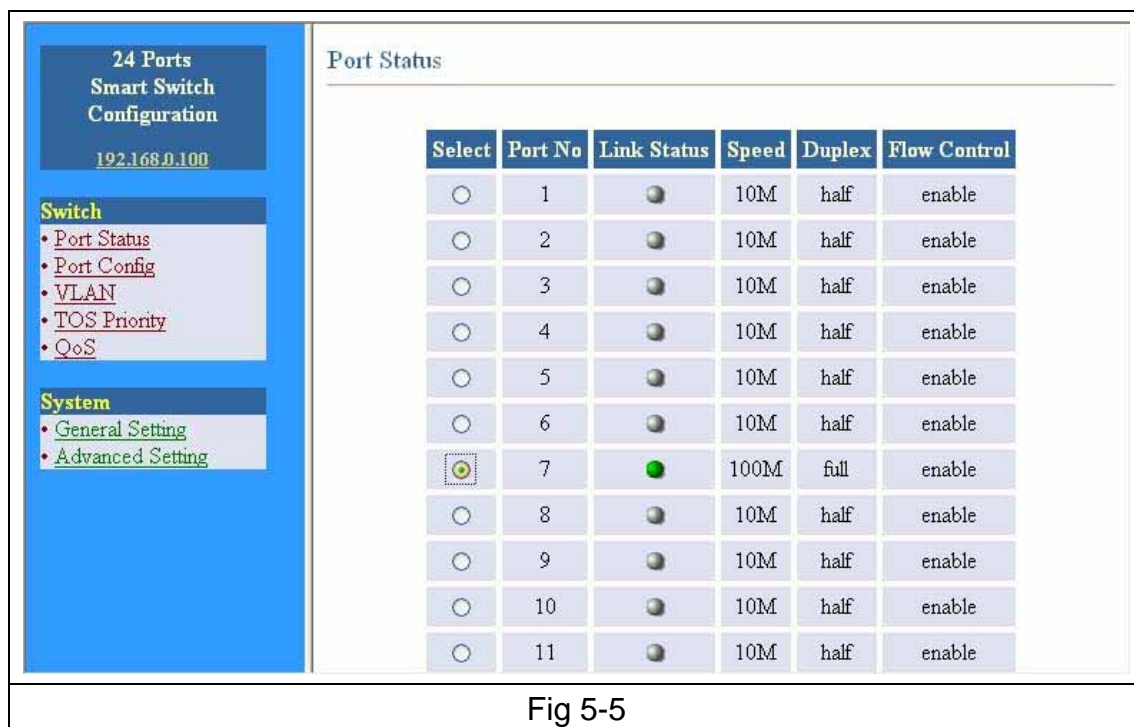 24 Ports
Smart Switch
Configuration
192.168.0.100
Switch
• Port Status
• Port Config
• VLAN
• TOS Priority
• QoS
System
• General Setting
• Advanced Setting
Port Status
Select Port No Link Status Speed Duplex Flow Control
1 10M half enable
2 10M half enable
3 10M half enable
4 10M half enable
5 10M half enable
6 10M half enable
7 100M full enable
8 10M half enable
9 10M half enable
10 10M half enable
11 10M half enable
Fig 5-5